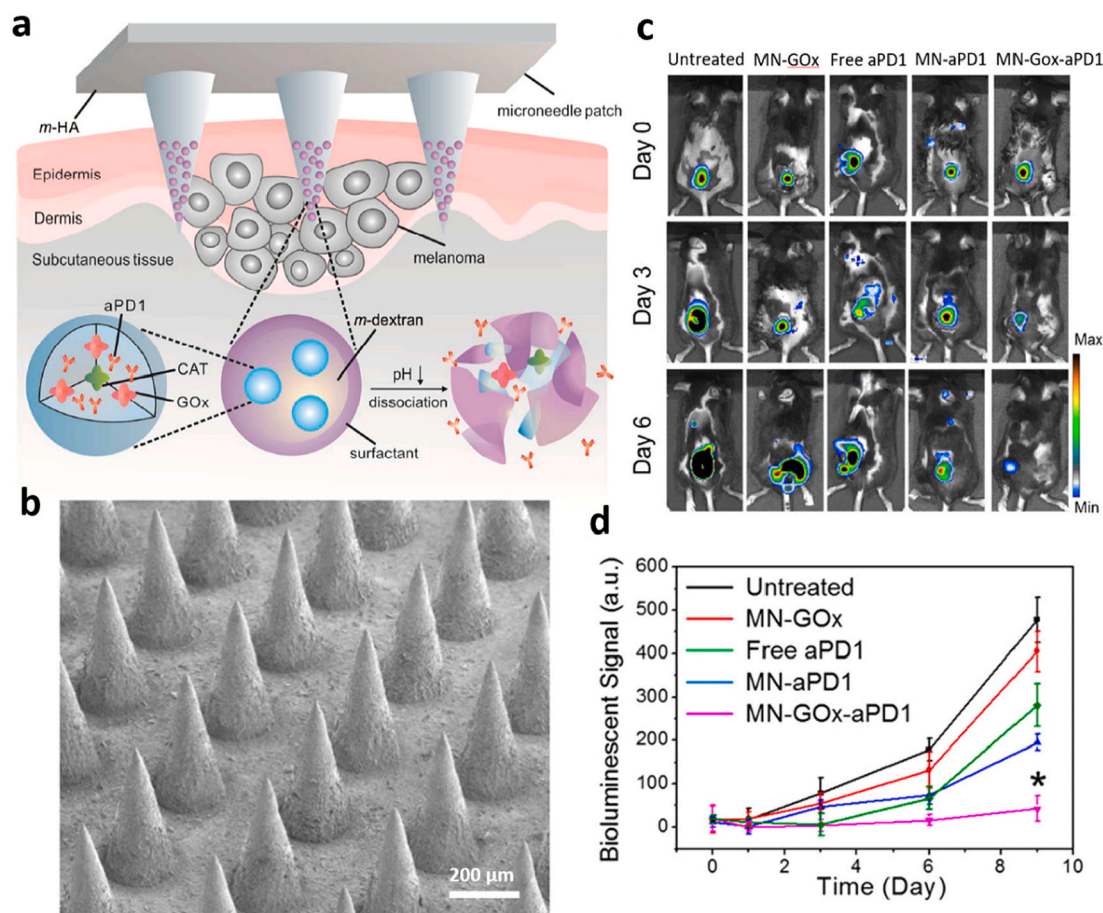 a
m-HA
microneedle patch
Epidermis
Dermis
Subcutaneous tissue
melanoma
aPD1
CAT
GOx
m-dextran
surfactant
pH ↓
dissociation
b
200 µm
c
Untreated MN-GOx Free aPD1 MN-aPD1 MN-Gox-aPD1
Day 0
Day 3
Day 6
Max
Min
d
Bioluminescent Signal (a.u.)
600
500
400
300
200
100
0
Untreated
MN-GOx
Free aPD1
MN-aPD1
MN-GOx-aPD1
*
0 2 4 6 8 10
Time (Day)